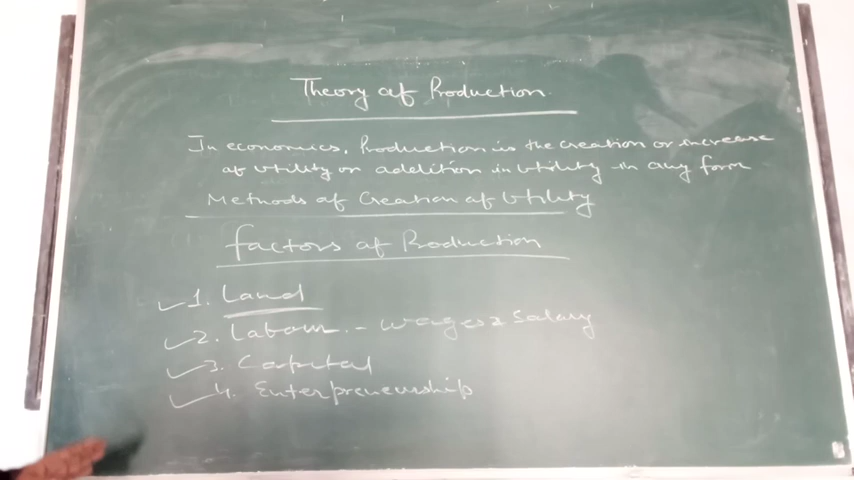 Theory of Production.
In economics, Production is the creation or increase
of utility or addition in utility in any form
Methods of Creation of Utility
factors of Production
1. Land
2. Labour - wages & Salary
3. Capital
4. Enterpreneurship